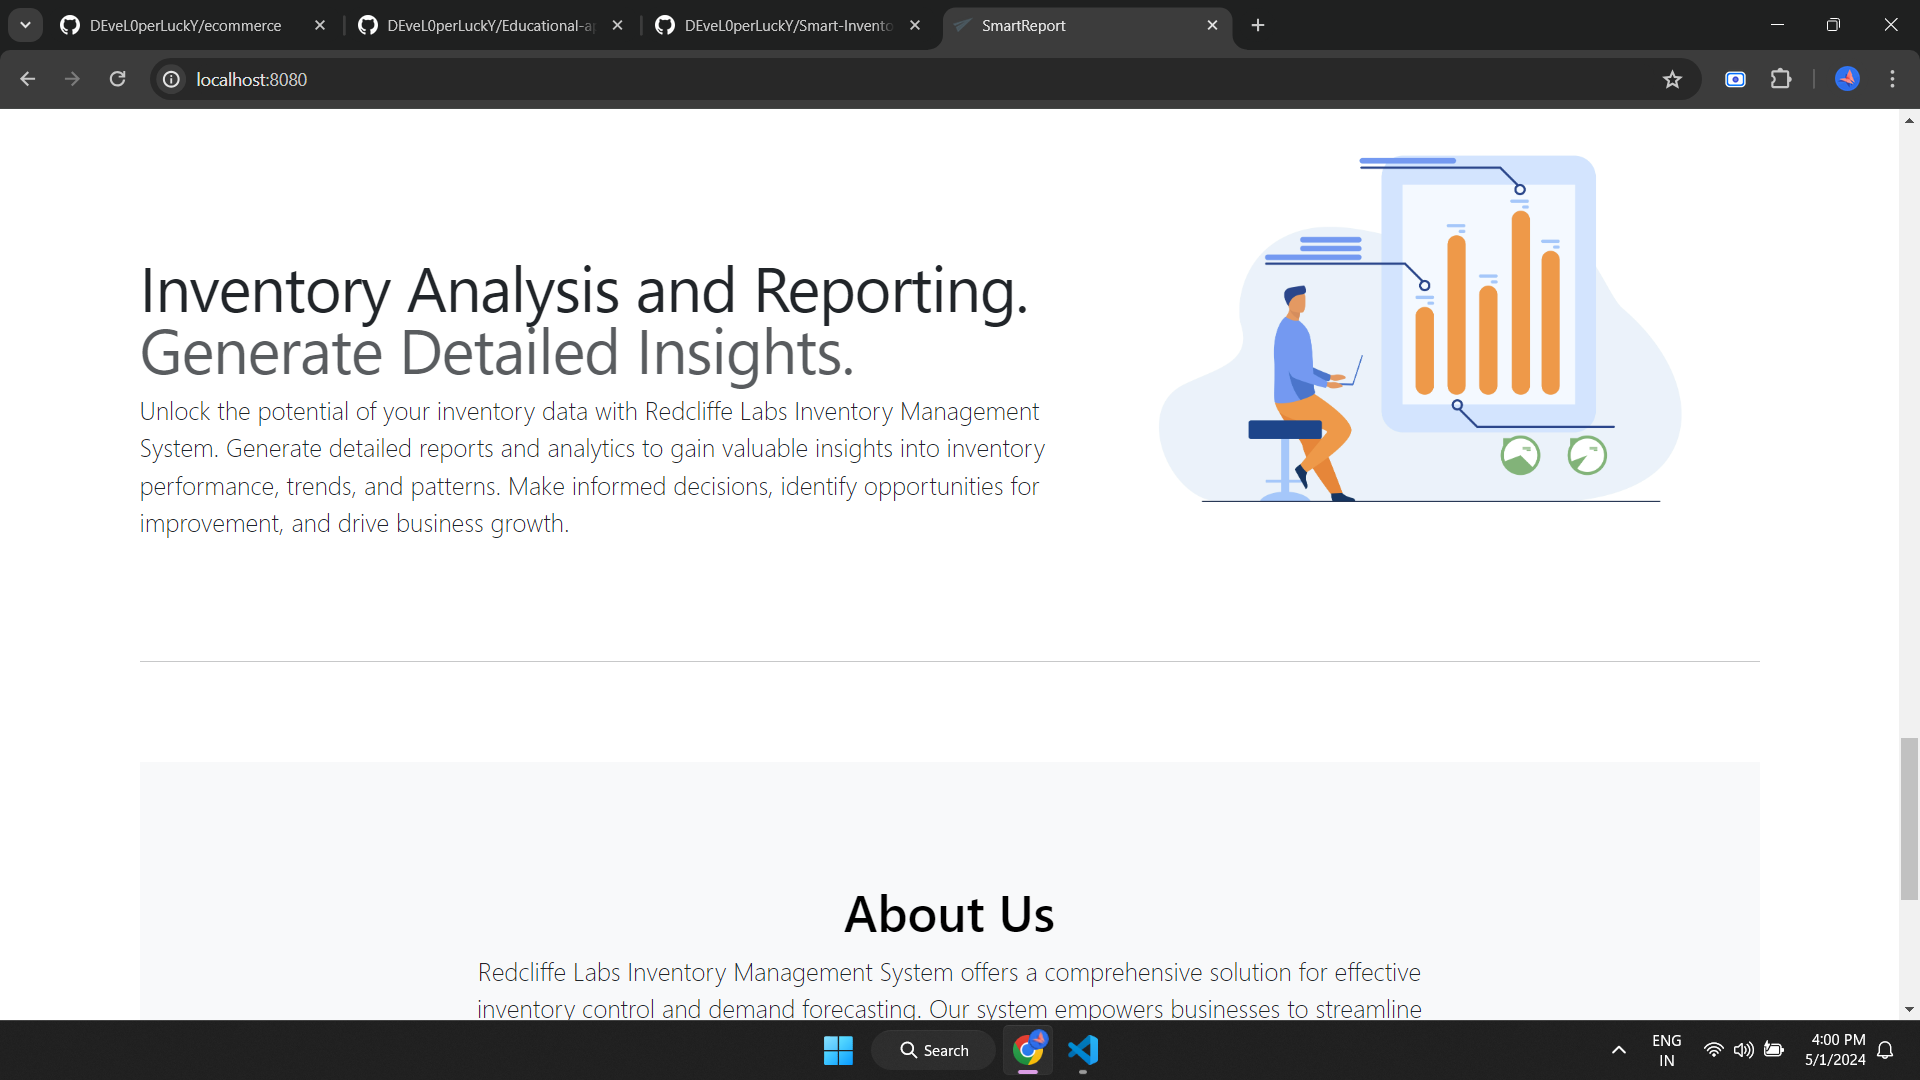 DEveL0perLuckY/ecommerce
DEveL0perLuckY/Educational-ap
DEveL0perLuckY/Smart-Invento
SmartReport
localhost:8080
Inventory Analysis and Reporting.
Generate Detailed Insights.
Unlock the potential of your inventory data with Redcliffe Labs Inventory Management
System. Generate detailed reports and analytics to gain valuable insights into inventory
performance, trends, and patterns. Make informed decisions, identify opportunities for
improvement, and drive business growth.
About Us
Redcliffe Labs Inventory Management System offers a comprehensive solution for effective
inventory control and demand forecasting. Our system empowers businesses to streamline
Search
ENG
IN
4:00 PM
5/1/2024